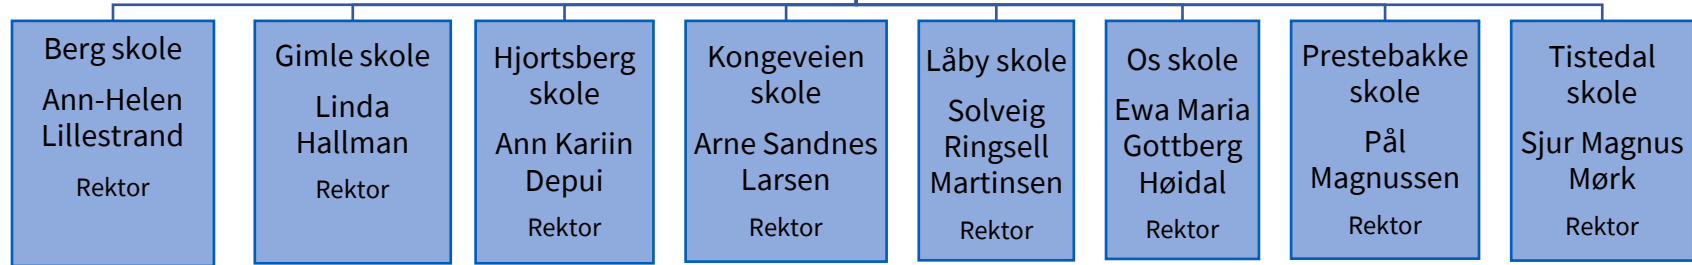 Berg skole
Ann-Helen
Lillestrand
Rektor
Gimle skole
Linda
Hallman
Rektor
Hjortsberg
skole
Ann Kariin
Depui
Rektor
Kongeveien
skole
Arne Sandnes
Larsen
Rektor
Låby skole
Solveig
Ringsell
Martinsen
Rektor
Os skole
Ewa Maria
Gottberg
Høidal
Rektor
Prestebakke
skole
Pål
Magnussen
Rektor
Tistedal
skole
Sjur Magnus
Mørk
Rektor